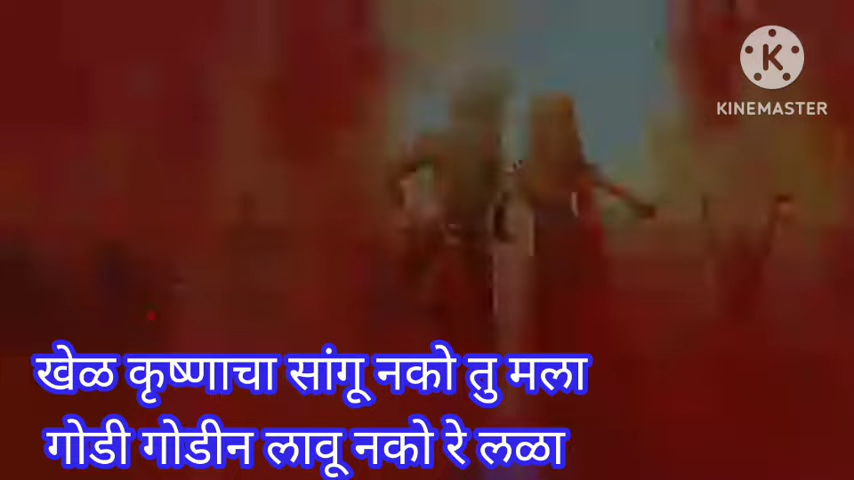 KINEMASTER
खेळ कृष्णाचा सांगू नको तु मला
गोडी गोडीन लावू नको रे लळा